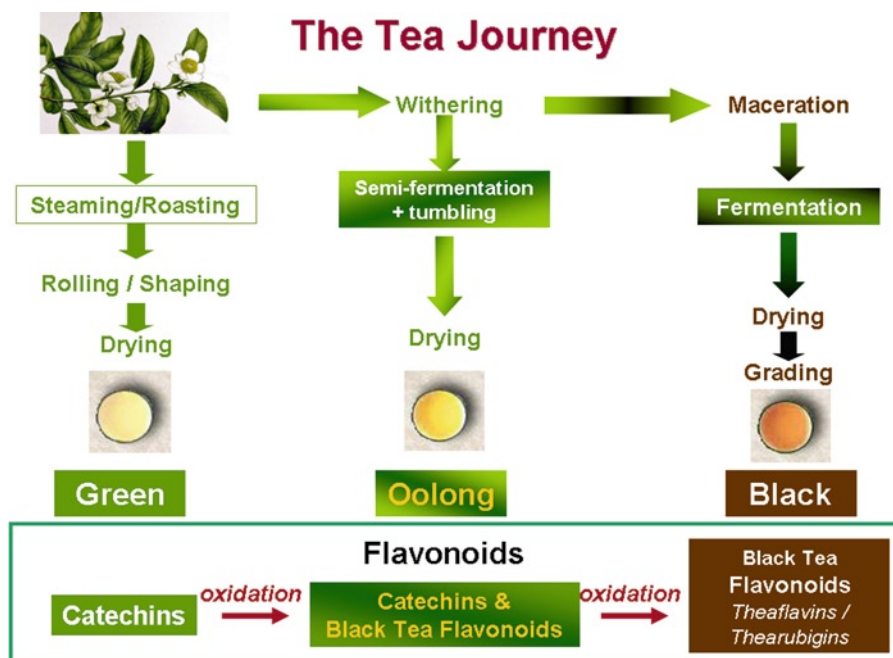 The Tea Journey
Withering
Maceration
Steaming/Roasting
Semi-fermentation
+ tumbling
Fermentation
Rolling / Shaping
Drying
Drying
Drying
Grading
Green
Oolong
Black
Flavonoids
Catechins
oxidation
Catechins &
Black Tea Flavonoids
oxidation
Black Tea
Flavonoids
Theaflavins /
Thearubigins